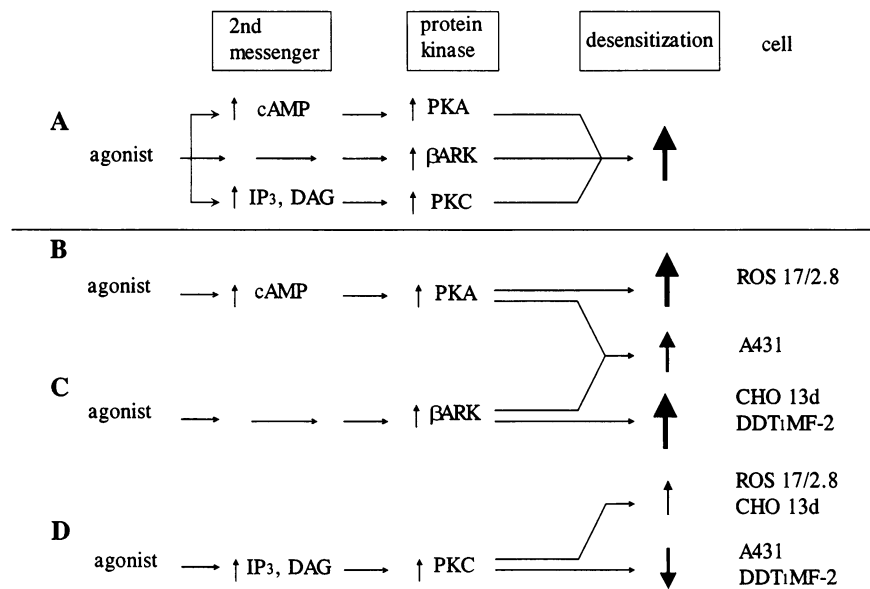 2nd messenger protein kinase desensitization cell
A
↑ cAMP ↑ PKA
agonist ↑ βARK
↑ IP3, DAG ↑ PKC
B
agonist ↑ cAMP ↑ PKA ROS 17/2.8
A431
C
agonist ↑ βARK CHO 13d
DDT1MF-2
ROS 17/2.8
CHO 13d
D
agonist ↑ IP3, DAG ↑ PKC A431
DDT1MF-2